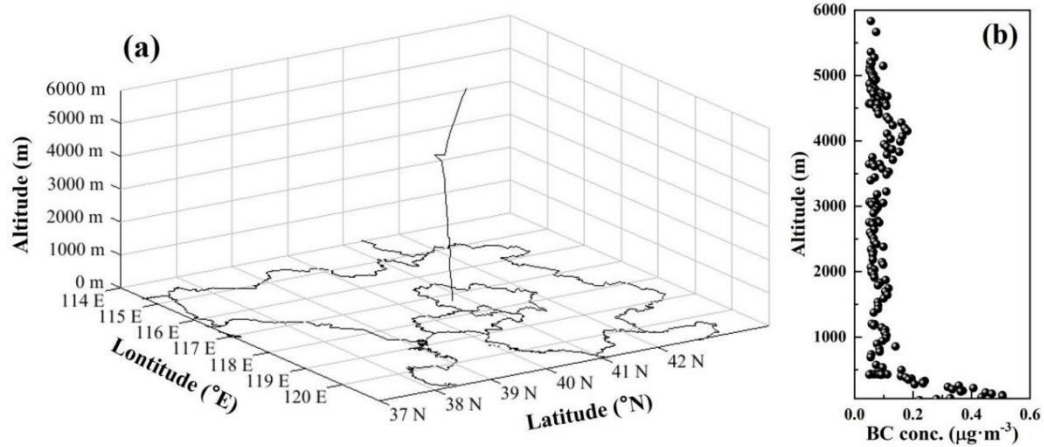 (a)
6000 m
5000 m
4000 m
3000 m
2000 m
1000 m
0 m
Altitude (m)
114 E
115 E
116 E
117 E
118 E
119 E
120 E
Lontitude (°E)
37 N
38 N
39 N
40 N
41 N
42 N
Latitude (°N)
(b)
6000
5000
4000
3000
2000
1000
Altitude (m)
0.0 0.2 0.4 0.6
BC conc. (μg·m⁻³)